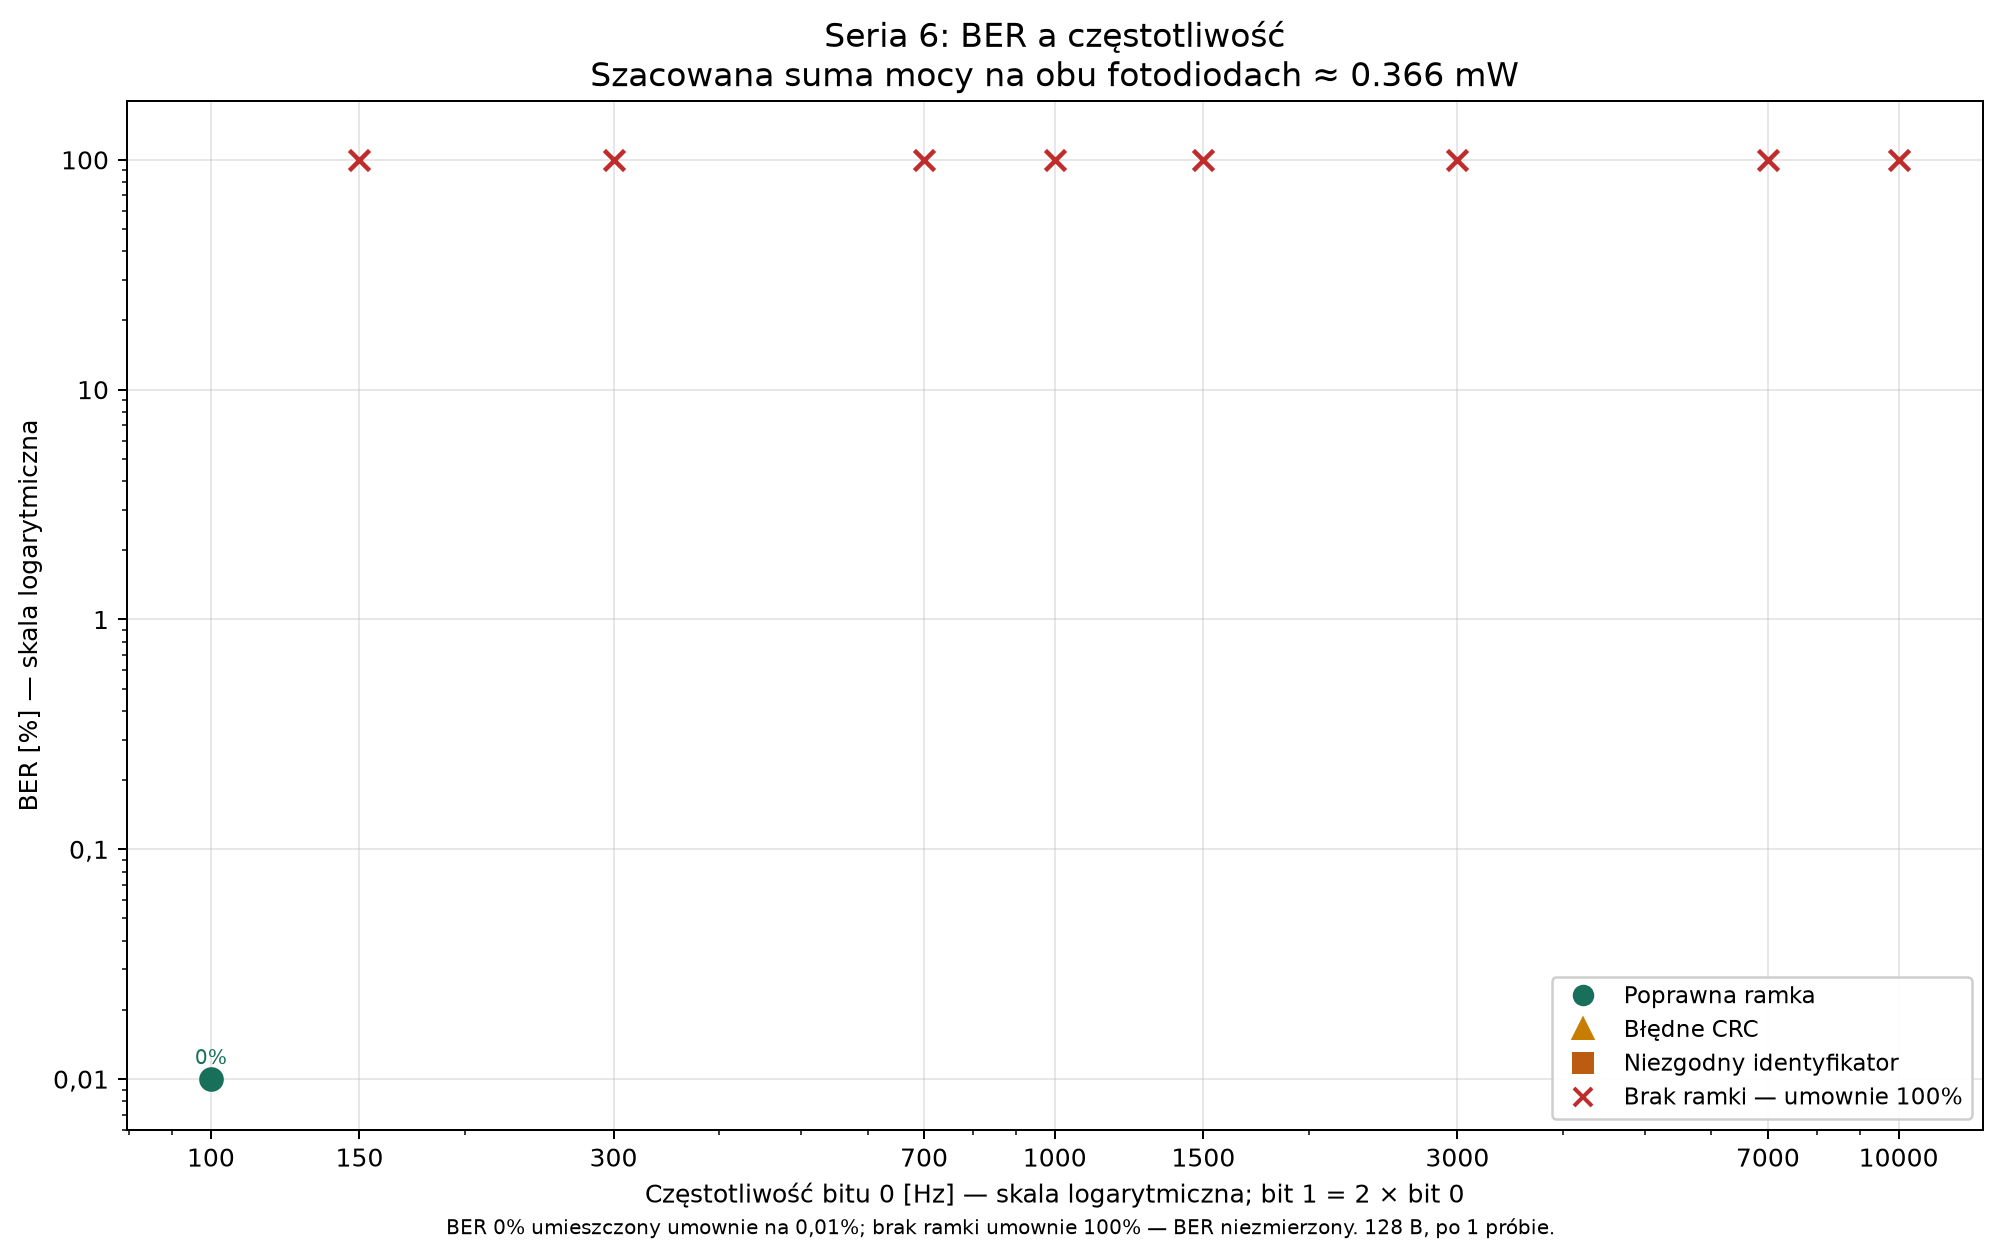 Seria 6: BER a częstotliwość
Szacowana suma mocy na obu fotodiodach ≈ 0.366 mW
BER [%] — skala logarytmiczna
100
10
1
0,1
0,01
0%
Poprawna ramka
Błędne CRC
Niezgodny identyfikator
Brak ramki — umownie 100%
100 150 300 700 1000 1500 3000 7000 10000
Częstotliwość bitu 0 [Hz] — skala logarytmiczna; bit 1 = 2 × bit 0
BER 0% umieszczony umownie na 0,01%; brak ramki umownie 100% — BER niezmierzony. 128 B, po 1 próbie.